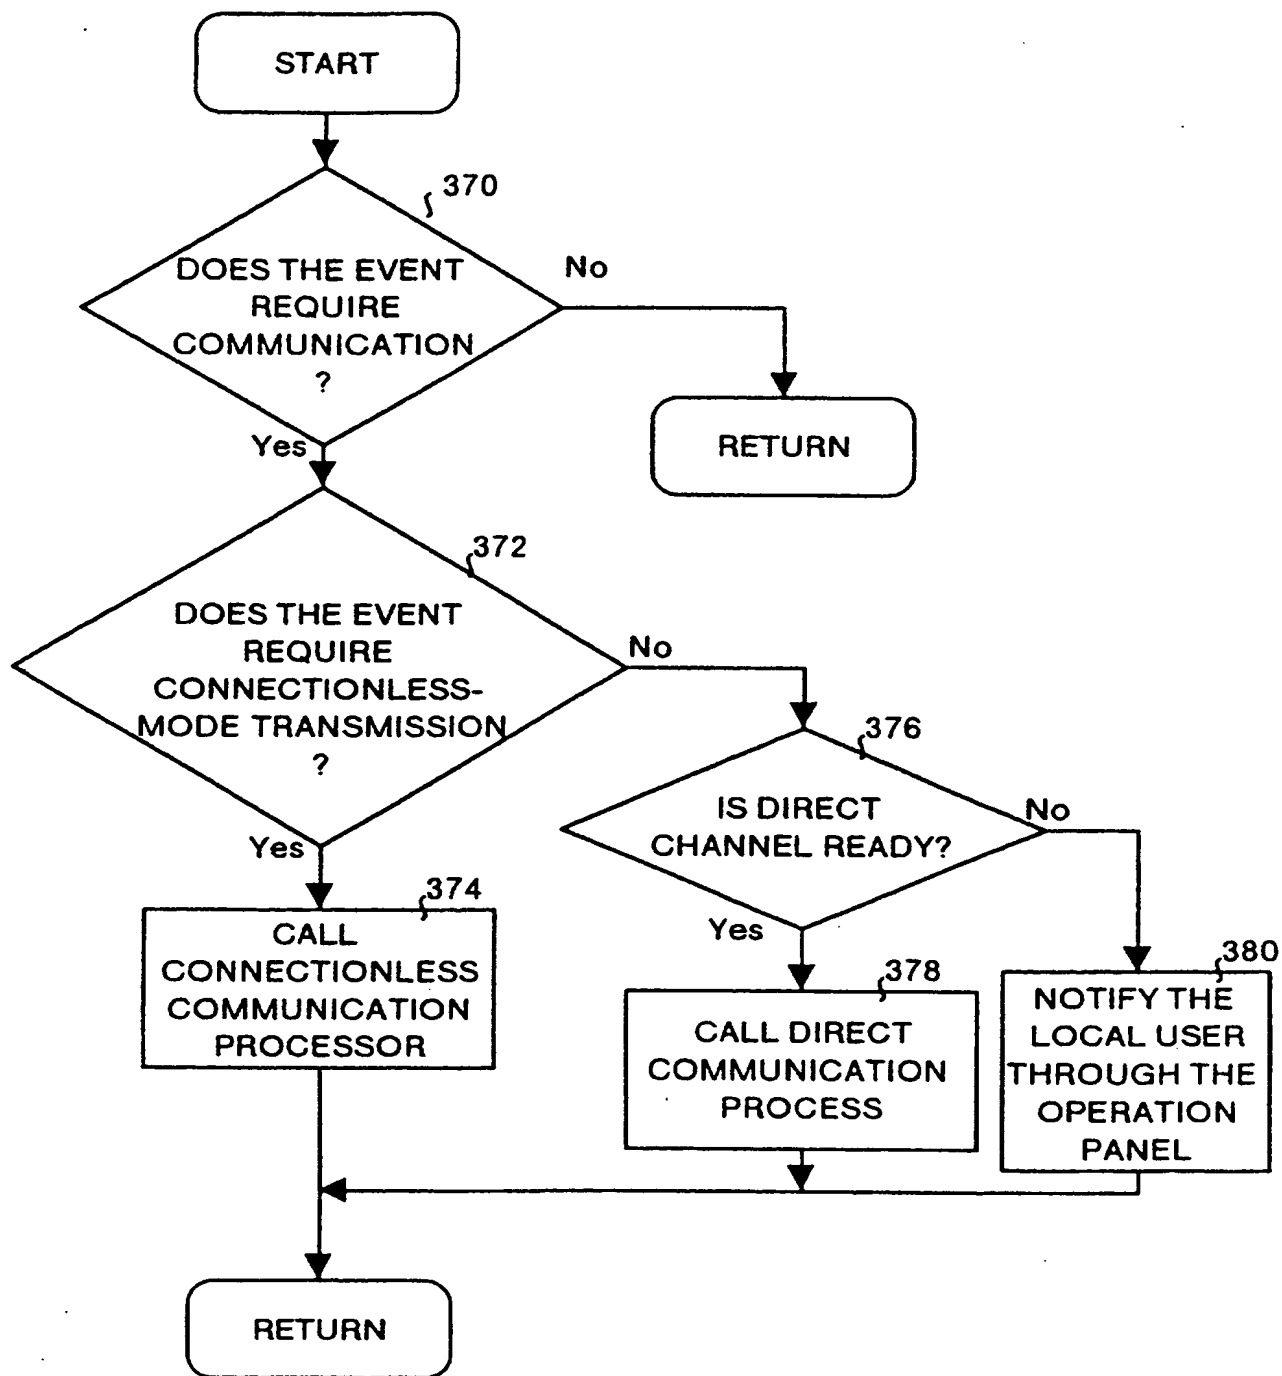 START
370
DOES THE EVENT
REQUIRE
COMMUNICATION
?
No
Yes
RETURN
372
DOES THE EVENT
REQUIRE
CONNECTIONLESS-
MODE TRANSMISSION
?
No
Yes
376
IS DIRECT
CHANNEL READY?
No
Yes
374
CALL
CONNECTIONLESS
COMMUNICATION
PROCESSOR
378
CALL DIRECT
COMMUNICATION
PROCESS
380
NOTIFY THE
LOCAL USER
THROUGH THE
OPERATION
PANEL
RETURN